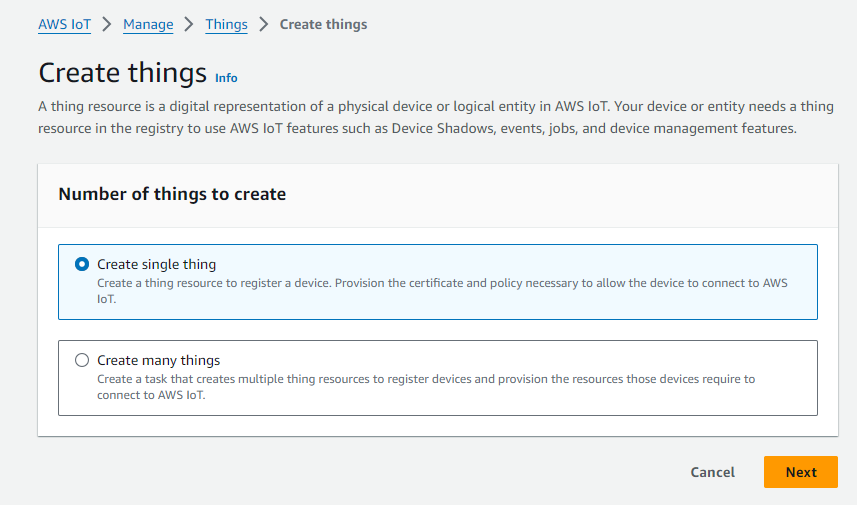 AWS IoT > Manage > Things > Create things
Create things Info
A thing resource is a digital representation of a physical device or logical entity in AWS IoT. Your device or entity needs a thing
resource in the registry to use AWS IoT features such as Device Shadows, events, jobs, and device management features.
Number of things to create
Create single thing
Create a thing resource to register a device. Provision the certificate and policy necessary to allow the device to connect to AWS
IoT.
Create many things
Create a task that creates multiple thing resources to register devices and provision the resources those devices require to
connect to AWS IoT.
Cancel Next